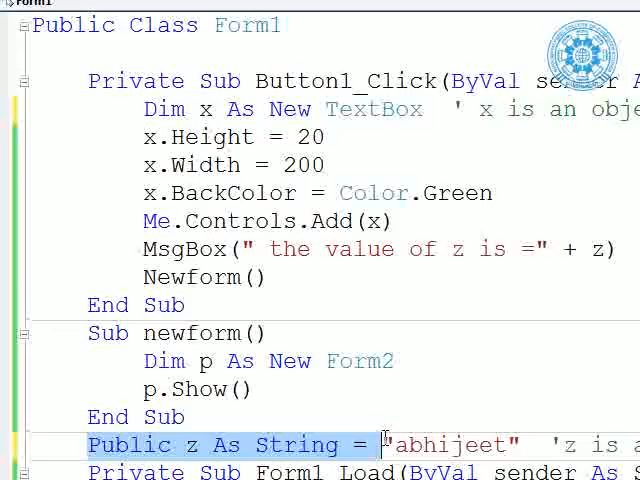 Form1
Public Class Form1
Private Sub Button1_Click(ByVal sender A
Dim x As New TextBox ' x is an obje
x.Height = 20
x.Width = 200
x.BackColor = Color.Green
Me.Controls.Add(x)
MsgBox(" the value of z is =" + z)
Newform()
End Sub
Sub newform()
Dim p As New Form2
p.Show()
End Sub
Public z As String = "abhijeet" 'z is a
Private Sub Form1_Load(ByVal sender As S